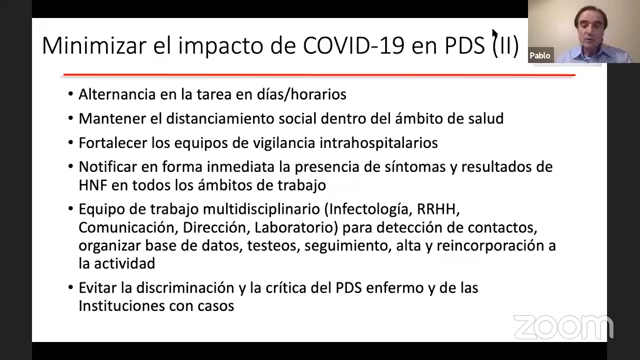 Minimizar el impacto de COVID-19 en PDS (II)
Pablo
• Alternancia en la tarea en días/horarios
• Mantener el distanciamiento social dentro del ámbito de salud
• Fortalecer los equipos de vigilancia intrahospitalarios
• Notificar en forma inmediata la presencia de síntomas y resultados de
HNF en todos los ámbitos de trabajo
• Equipo de trabajo multidisciplinario (Infectología, RRHH,
Comunicación, Dirección, Laboratorio) para detección de contactos,
organizar base de datos, testeos, seguimiento, alta y reincorporación a
la actividad
• Evitar la discriminación y la crítica del PDS enfermo y de las
Instituciones con casos
zoom